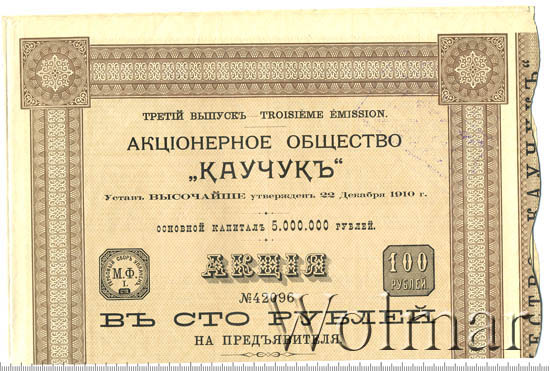 ТРЕТІЙ ВЫПУСКЪ — TROISIÈME ÉMISSION.
АКЦІОНЕРНОЕ ОБЩЕСТВО
„КАУЧУКЪ“
Уставъ ВЫСОЧАЙШЕ утвержденъ 22 Декабря 1910 г.
ОСНОВНОЙ КАПИТАЛЪ 5.000.000 РУБЛЕЙ.
М.Ф.
L
АКЦІЯ
100
РУБЛЕЙ.
№42096
ВЪ СТО РУБЛЕЙ
НА ПРЕДЪЯВИТЕЛЯ
КАУЧУКЪ“
Wolmar